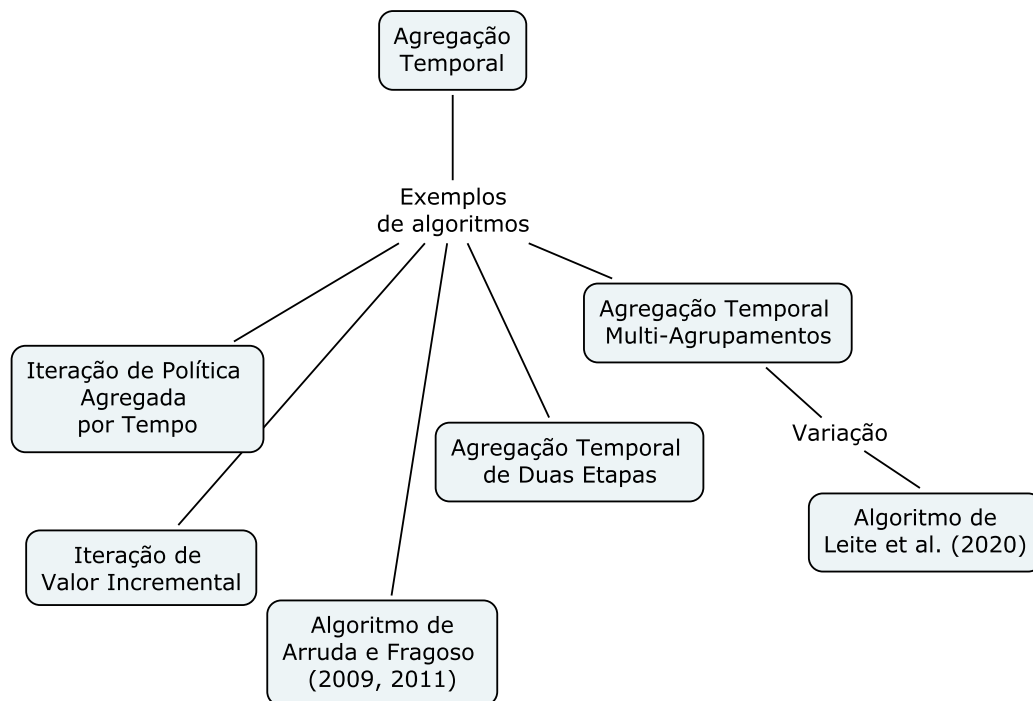 Agregação
Temporal
Exemplos
de algoritmos
Agregação Temporal
Multi-Agrupamentos
Iteração de Política
Agregada
por Tempo
Variação
Agregação Temporal
de Duas Etapas
Algoritmo de
Leite et al. (2020)
Iteração de
Valor Incremental
Algoritmo de
Arruda e Fragoso
(2009, 2011)